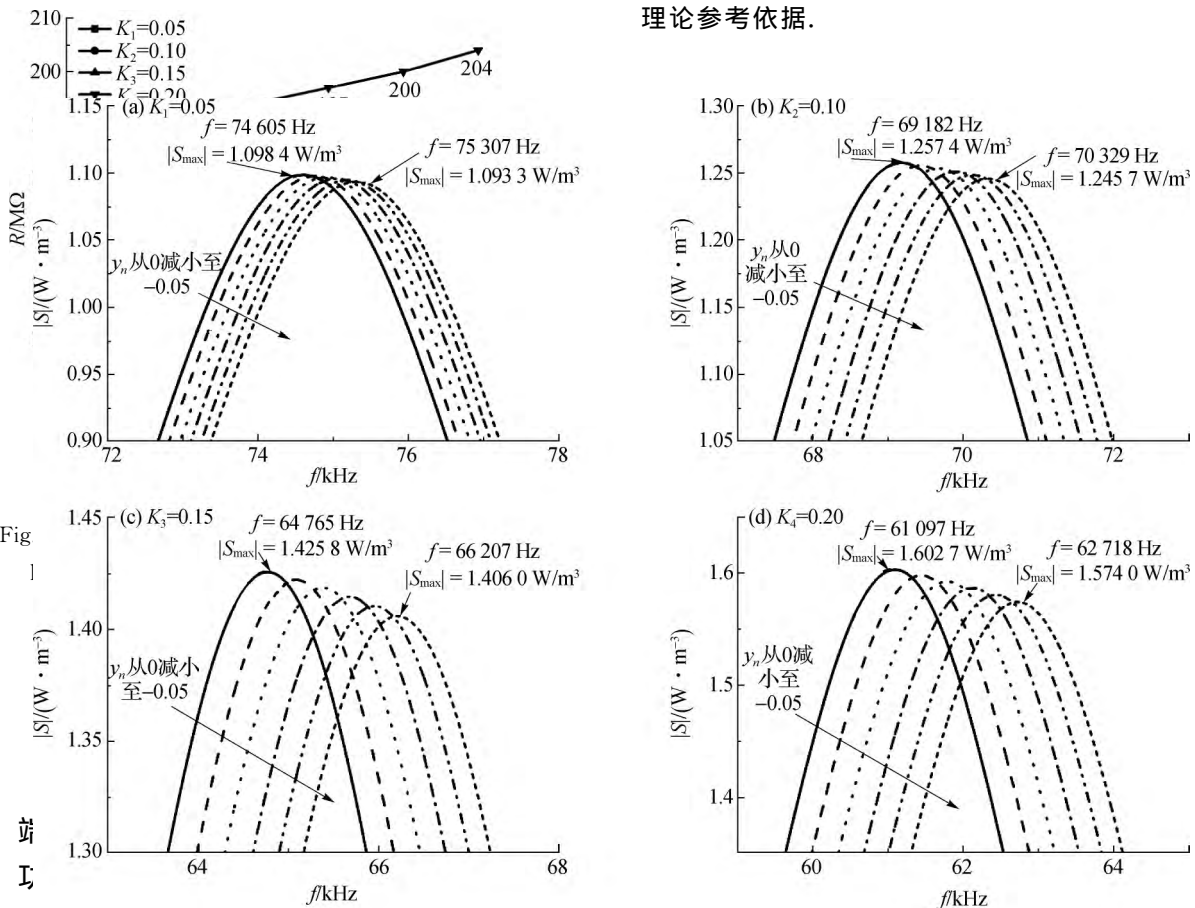 理论参考依据.
210
200
K₁=0.05
K₂=0.10
K₃=0.15
200
204
R/MΩ
(a) K₁=0.05
f = 74 605 Hz
|Sₘₐₓ| = 1.098 4 W/m³
f = 75 307 Hz
|Sₘₐₓ| = 1.093 3 W/m³
yₙ从0减小至
−0.05
|S|/(W · m⁻³)
1.15
1.10
1.05
1.00
0.95
0.90
72 74 76 78
f/kHz
(b) K₂=0.10
f = 69 182 Hz
|Sₘₐₓ| = 1.257 4 W/m³
f = 70 329 Hz
|Sₘₐₓ| = 1.245 7 W/m³
yₙ从0
减小至
−0.05
|S|/(W · m⁻³)
1.30
1.25
1.20
1.15
1.10
1.05
68 70 72
f/kHz
Fig
(c) K₃=0.15
f = 64 765 Hz
|Sₘₐₓ| = 1.425 8 W/m³
f = 66 207 Hz
|Sₘₐₓ| = 1.406 0 W/m³
yₙ从0减小
至−0.05
|S|/(W · m⁻³)
1.45
1.40
1.35
1.30
64 66 68
f/kHz
(d) K₄=0.20
f = 61 097 Hz
|Sₘₐₓ| = 1.602 7 W/m³
f = 62 718 Hz
|Sₘₐₓ| = 1.574 0 W/m³
yₙ从0减
小至
−0.05
|S|/(W · m⁻³)
1.6
1.5
1.4
60 62 64
f/kHz
端